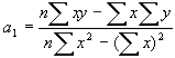 a₁ = (n∑xy − ∑x∑y) / (n∑x² − (∑x)²)